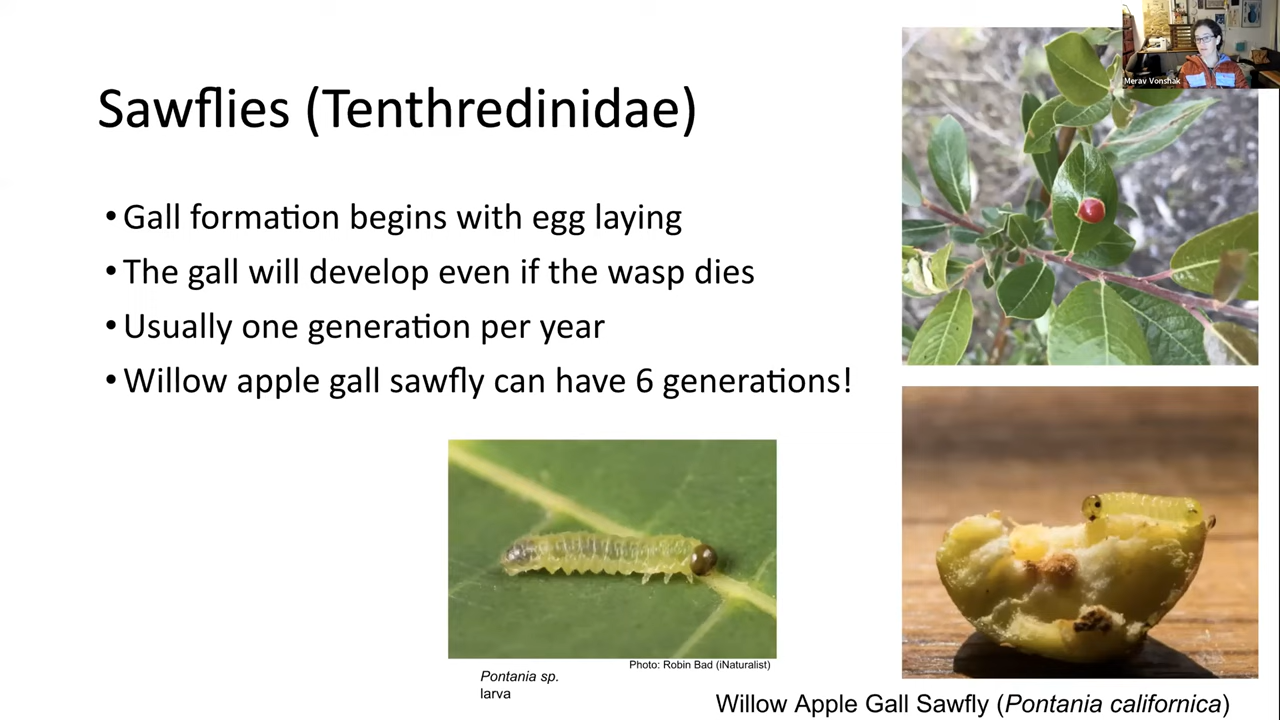 Merav Vonshak
Sawflies (Tenthredinidae)
• Gall formation begins with egg laying
• The gall will develop even if the wasp dies
• Usually one generation per year
• Willow apple gall sawfly can have 6 generations!
Photo: Robin Bad (iNaturalist)
Pontania sp.
larva
Willow Apple Gall Sawfly (Pontania californica)